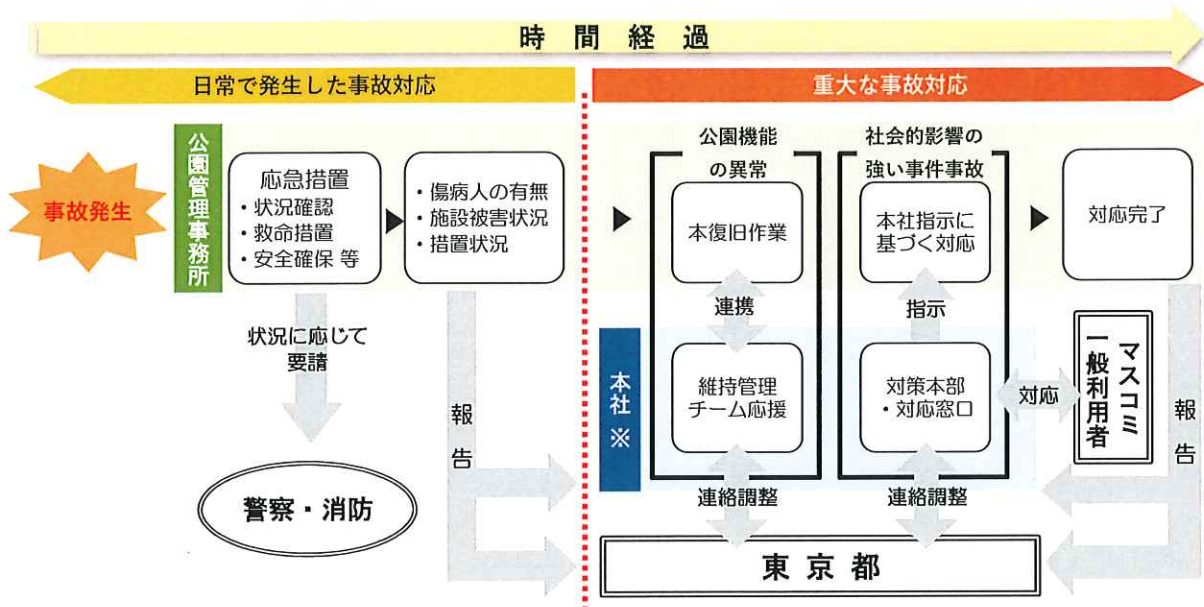 時間経過
日常で発生した事故対応
重大な事故対応
事故発生
公園管理事務所
応急措置
・状況確認
・救命措置
・安全確保 等
・傷病人の有無
・施設被害状況
・措置状況
公園機能
の異常
本復旧作業
社会的影響の
強い事件事故
本社指示に
基づく対応
対応完了
状況に応じて
要請
連携
指示
本社※
維持管理
チーム応援
対策本部
・対応窓口
対応
マスコミ
一般利用者
報告
報告
警察・消防
連絡調整
連絡調整
東京都